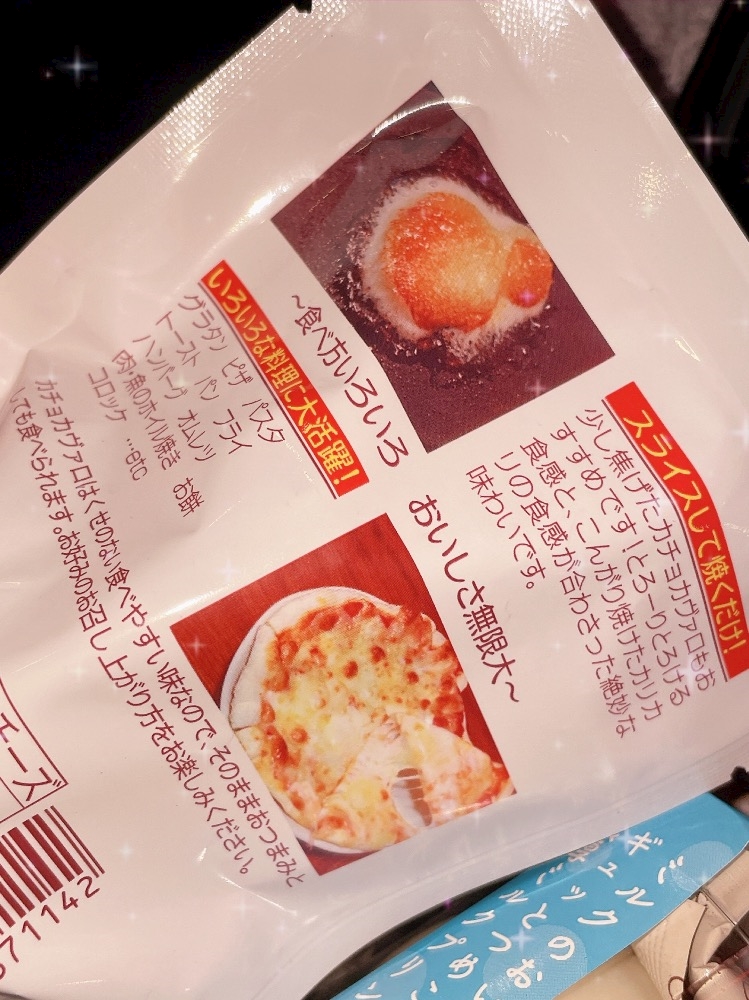 〜食べ方いろいろ
おいしさ無限大〜
スライスして焼くだけ!
少し焦げたカチョカヴァロもお
すすめです!とろーりとろける
食感と、こんがり焼けたカリカ
リの食感が合わさった絶妙な
味わいです。
いろいろな料理に大活躍!
グラタン ピザ パスタ
トースト パン フライ
ハンバーグ オムレツ
肉・魚のホイル焼き お鍋
コロッケ …etc
カチョカヴァロはくせのない食べやすい味なので、そのままおつまみと
しても食べられます。お好みのお召し上がり方をお楽しみください。
エーズ
71142